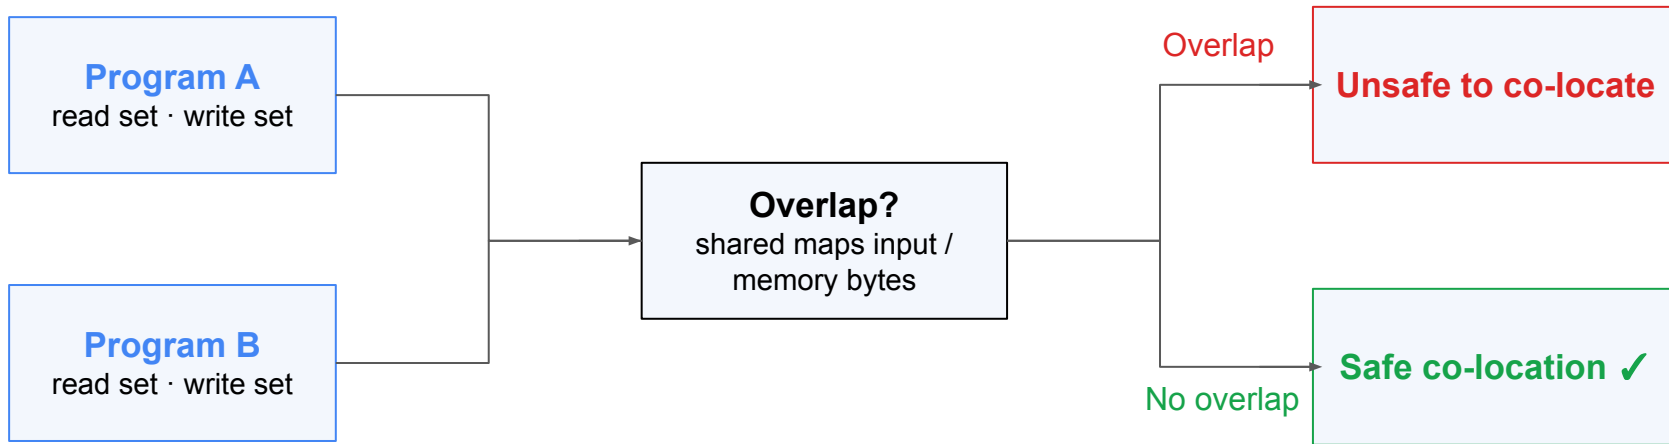 Program A
read set · write set
Program B
read set · write set
Overlap?
shared maps input /
memory bytes
Overlap
Unsafe to co-locate
No overlap
Safe co-location ✓